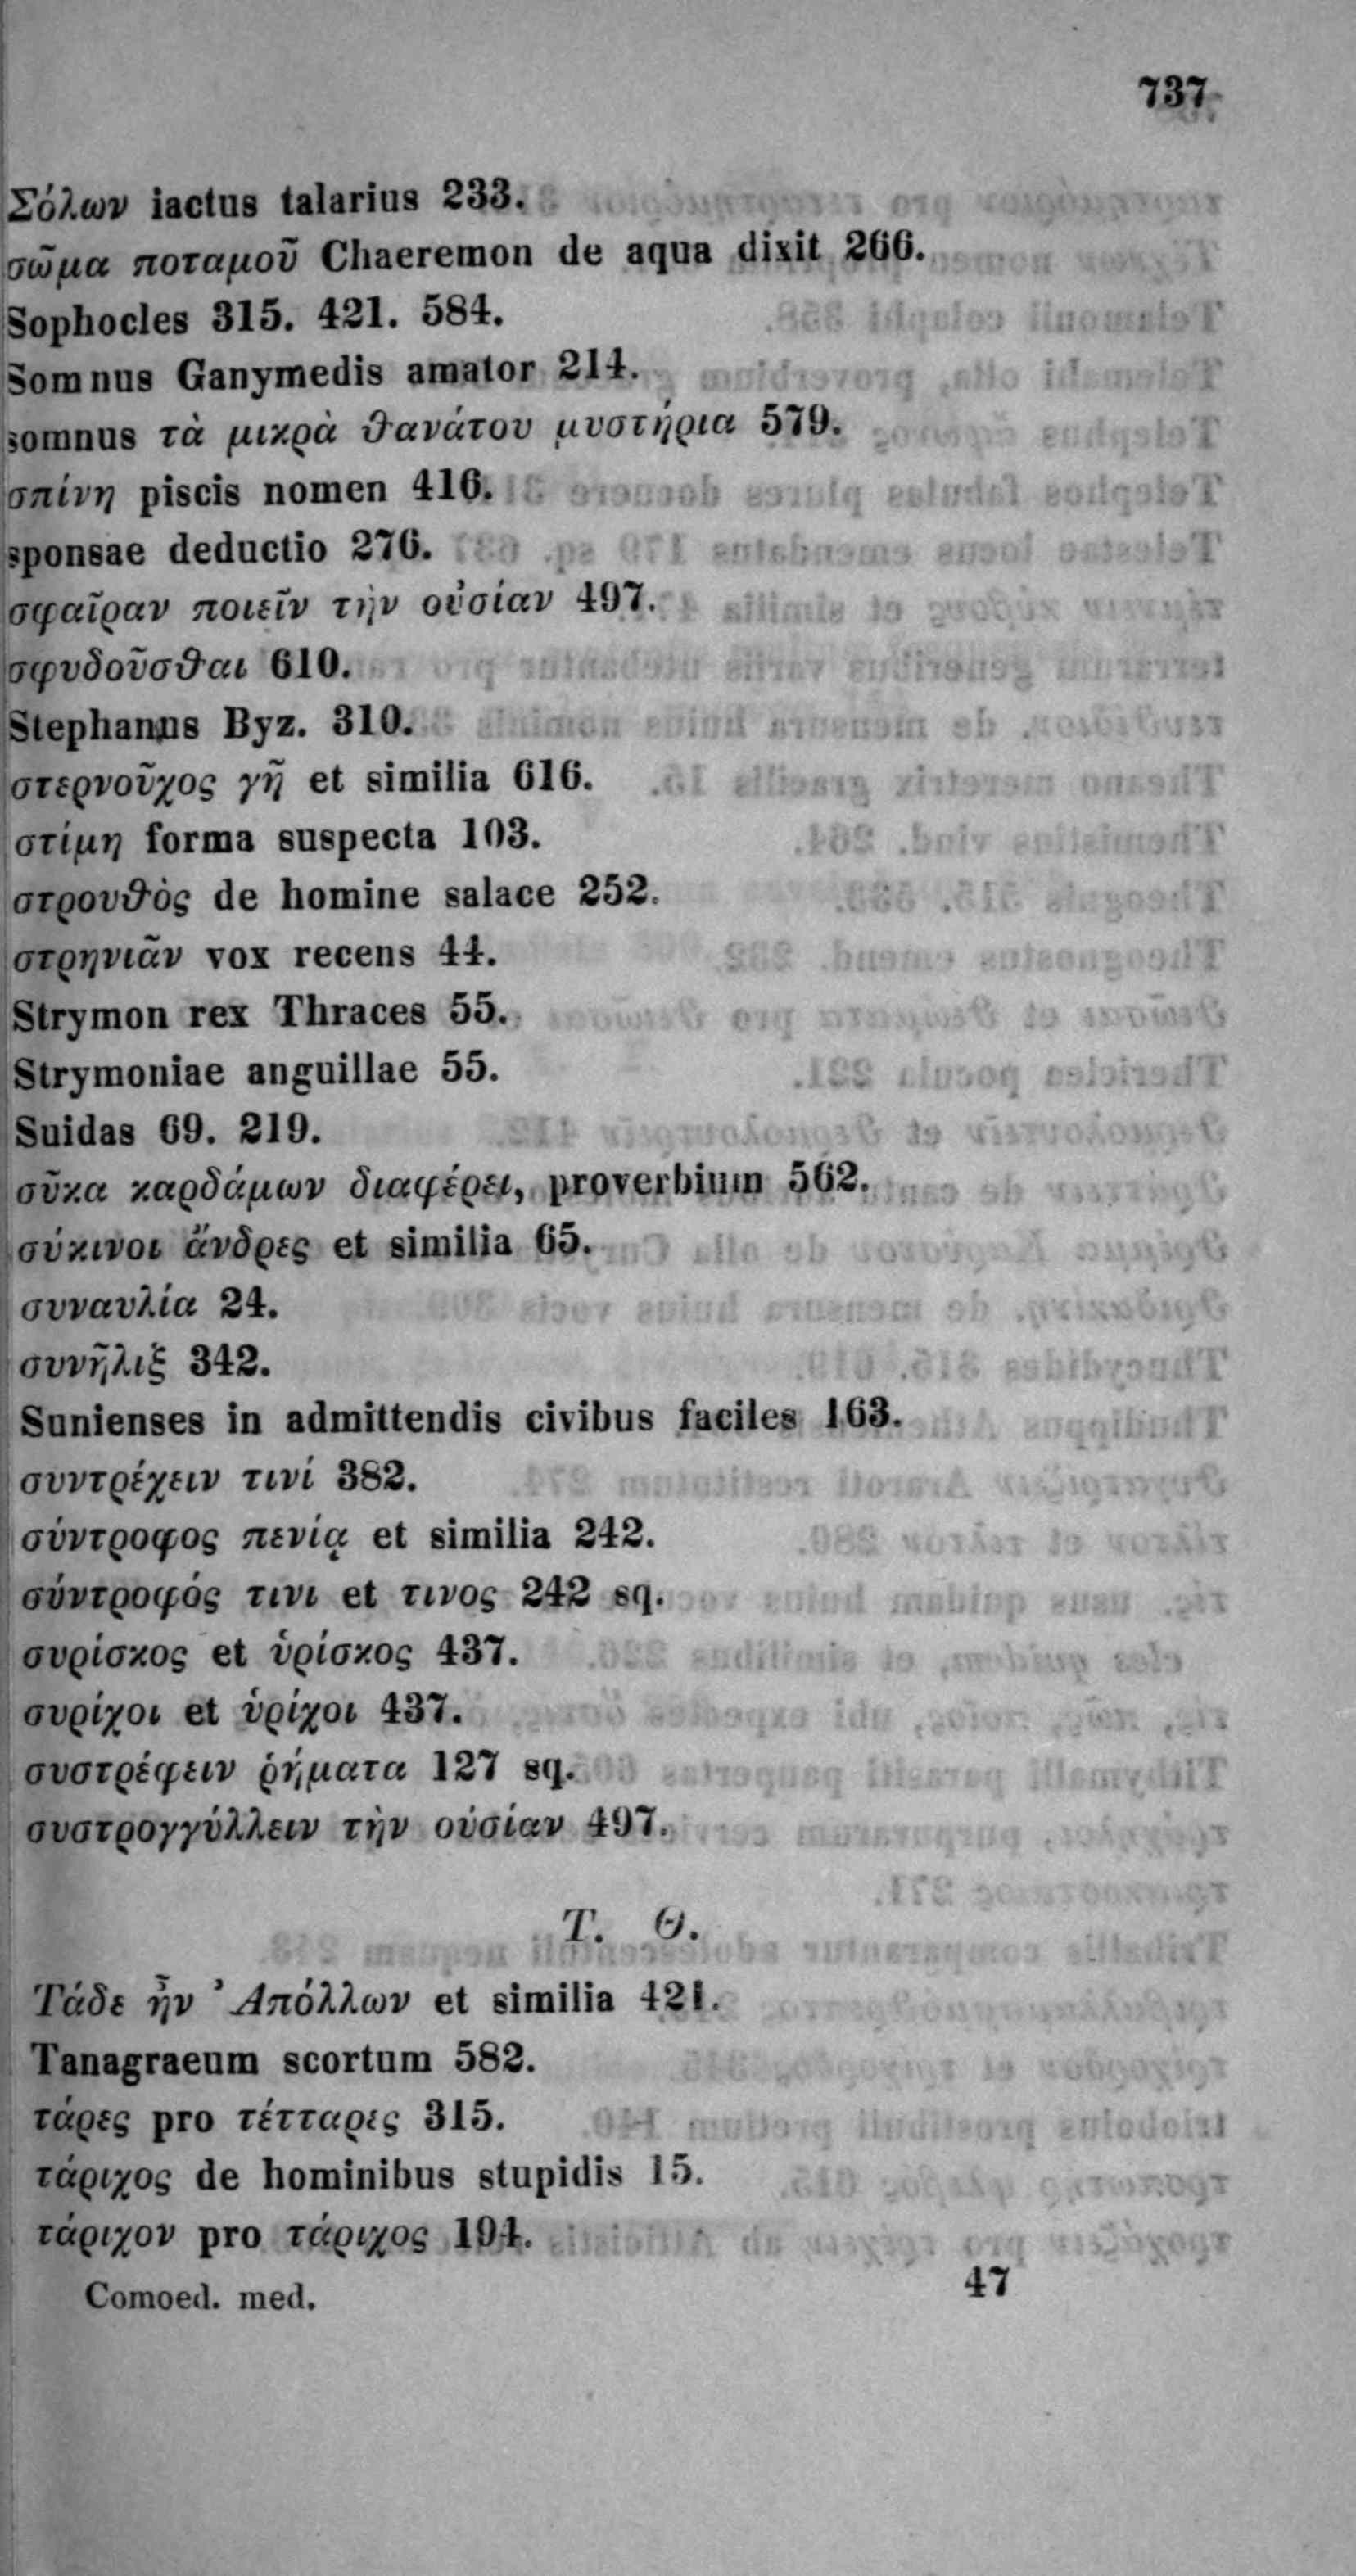 737
Σόλων iactus talarius 233.
σῶμα ποταμοῦ Chaeremon de aqua dixit 266.
Sophocles 315. 421. 584.
Somnus Ganymedis amator 214.
somnus τὰ μικρὰ θανάτου μυστήρια 579.
σπίνη piscis nomen 416.
sponsae deductio 276.
σφαῖραν ποιεῖν τὴν οὐσίαν 497.
σφυδοῦσθαι 610.
Stephanus Byz. 310.
στερνοῦχος γῆ et similia 616.
στίμη forma suspecta 103.
στρουθὸς de homine salace 252.
στρηνιᾶν vox recens 44.
Strymon rex Thraces 55.
Strymoniae anguillae 55.
Suidas 69. 219.
σῦκα καρδάμων διαφέρει, proverbium 562.
σύκινοι ἄνδρες et similia 65.
συναυλία 24.
συνῆλιξ 342.
Sunienses in admittendis civibus faciles 163.
συντρέχειν τινί 382.
σύντροφος πενίᾳ et similia 242.
σύντροφός τινι et τινος 242 sq.
συρίσκος et ὑρίσκος 437.
συρίχοι et ὑρίχοι 437.
συστρέφειν ῥήματα 127 sq.
συστρογγύλλειν τὴν οὐσίαν 497.
Τ. Θ.
Τάδε ἦν Ἀπόλλων et similia 421.
Tanagraeum scortum 582.
τάρες pro τέτταρες 315.
τάριχος de hominibus stupidis 15.
τάριχον pro τάριχος 194.
Comoed. med.
47